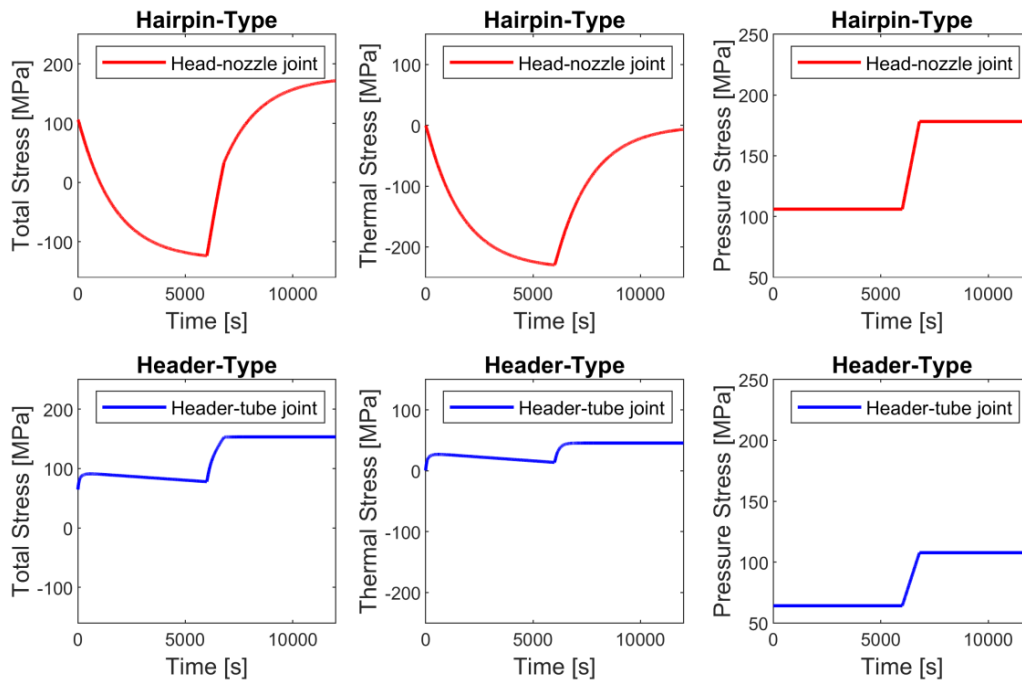 Hairpin-Type
Head-nozzle joint
Total Stress [MPa]
200
100
0
-100
0
5000
10000
Time [s]
Hairpin-Type
Head-nozzle joint
Thermal Stress [MPa]
100
0
-100
-200
0
5000
10000
Time [s]
Hairpin-Type
Head-nozzle joint
Pressure Stress [MPa]
250
200
150
100
50
0
5000
10000
Time [s]
Header-Type
Header-tube joint
Total Stress [MPa]
200
100
0
-100
0
5000
10000
Time [s]
Header-Type
Header-tube joint
Thermal Stress [MPa]
100
0
-100
-200
0
5000
10000
Time [s]
Header-Type
Header-tube joint
Pressure Stress [MPa]
250
200
150
100
50
0
5000
10000
Time [s]